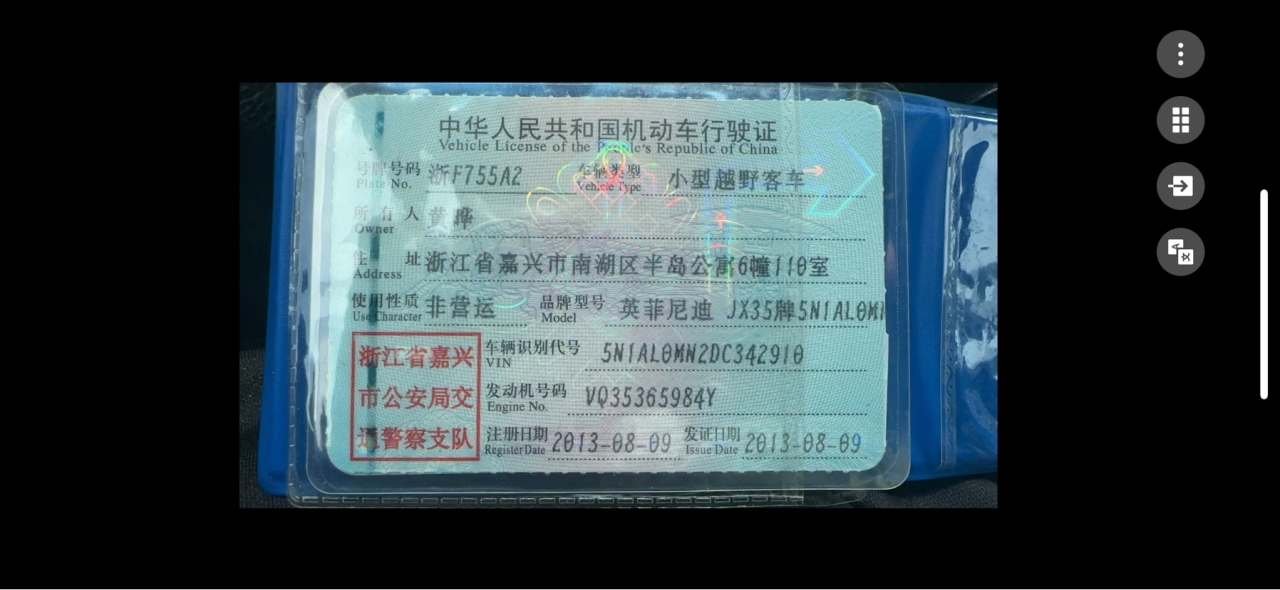 中华人民共和国机动车行驶证
Vehicle License of the People's Republic of China
号牌号码 浙F755A2 车辆类型 小型越野客车
Plate No. Vehicle Type
所有人 黄晔
Owner
住址 浙江省嘉兴市南湖区半岛公寓6幢110室
Address
使用性质 非营运 品牌型号 英菲尼迪 JX35牌5N1AL0M
Use Character Model
浙江省嘉兴 车辆识别代号 5N1AL0MN2DC342910
VIN
市公安局交 发动机号码 VQ35365984Y
Engine No.
通警察支队 注册日期 2013-08-09 发证日期 2013-08-09
Register Date Issue Date